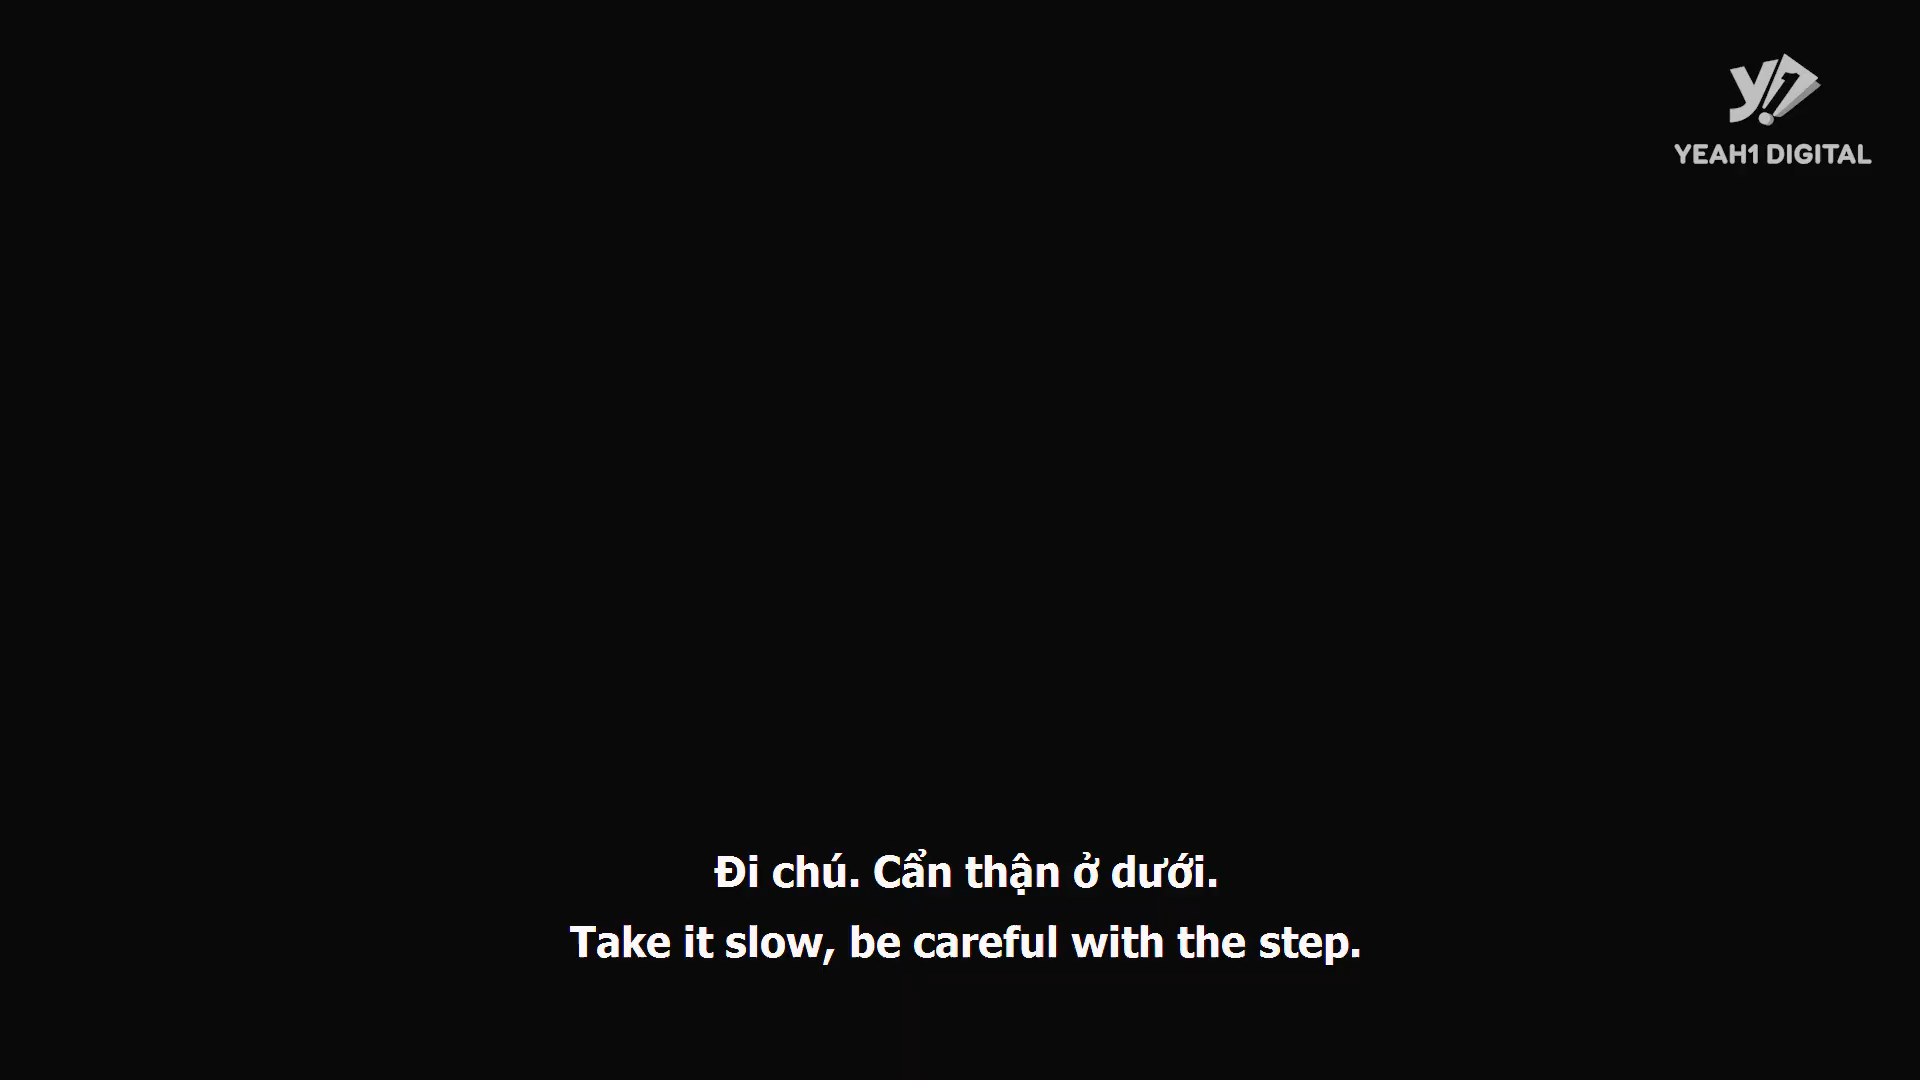 YEAH1 DIGITAL
Đi chú. Cẩn thận ở dưới.
Take it slow, be careful with the step.